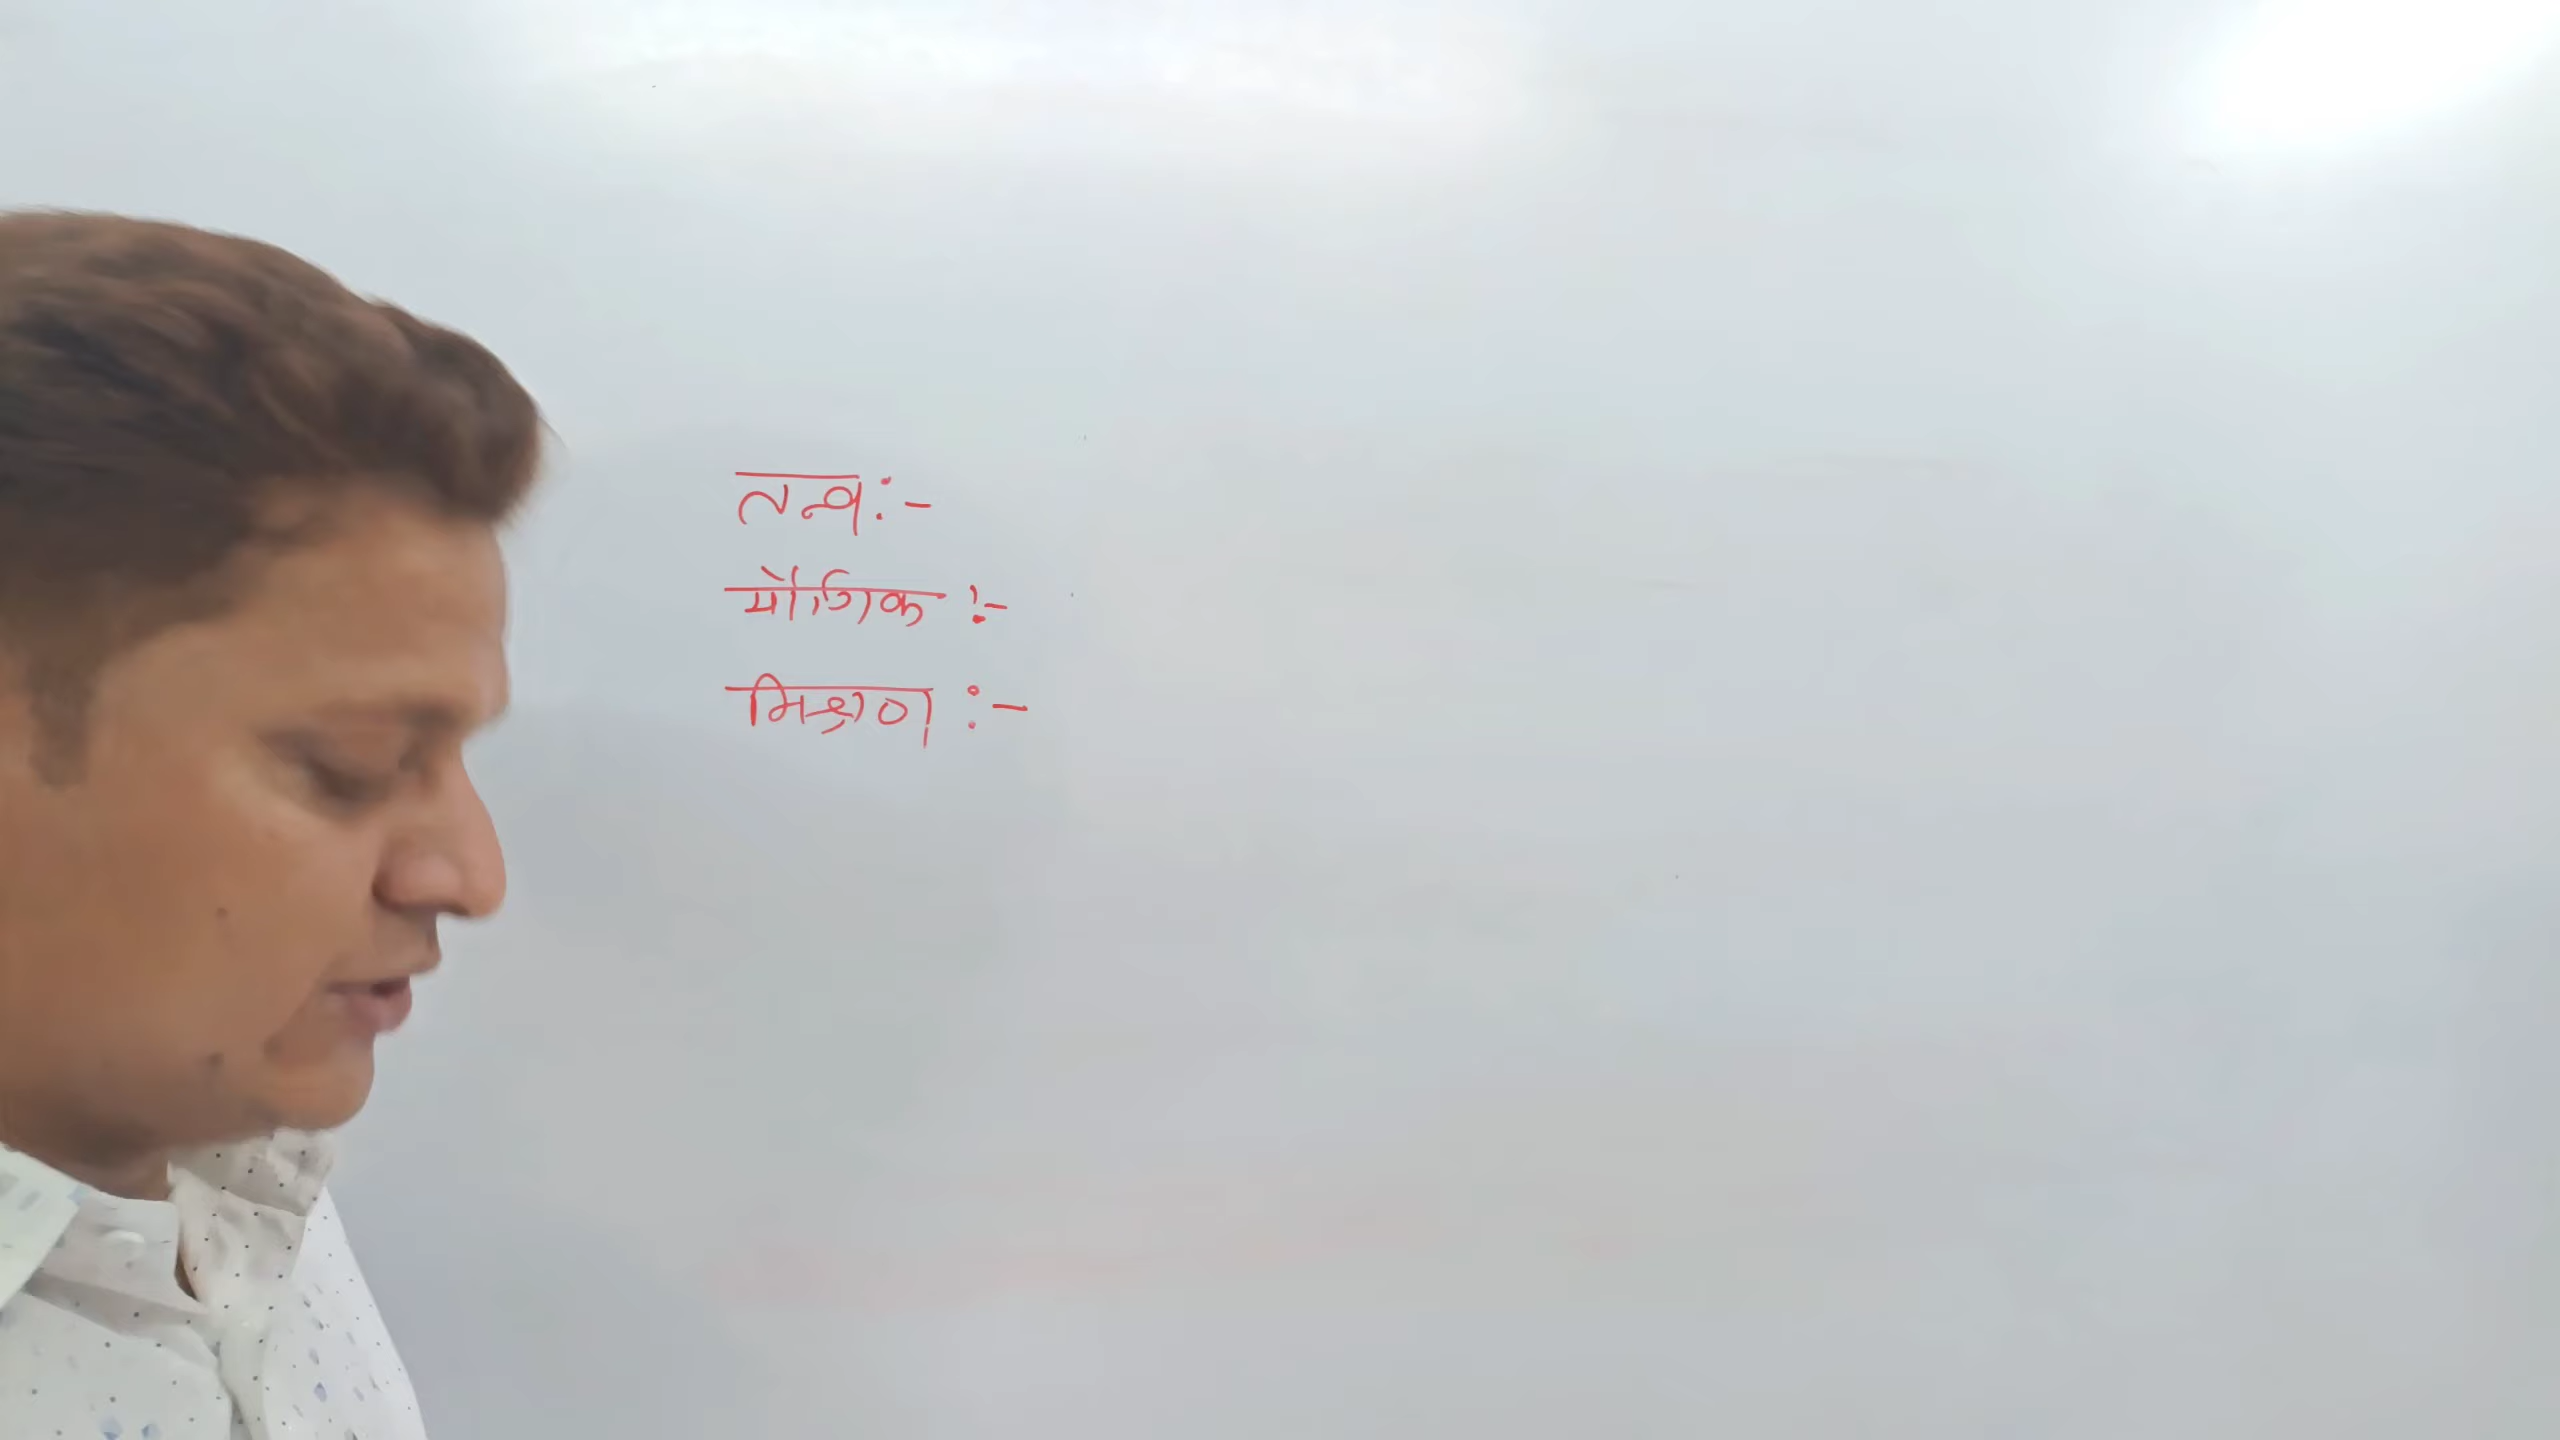 तत्व :-
यौगिक :-
मिश्रण :-